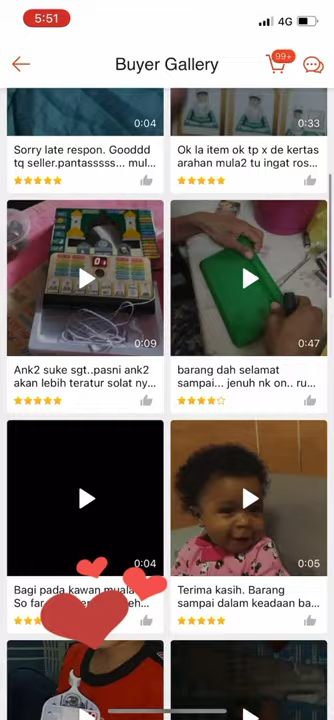 5:51
4G
Buyer Gallery
99+
0:04
0:33
Sorry late respon. Gooddd
tq seller.pantasssss... mul...
Ok la item ok tp x de kertas
arahan mula2 tu ingat ros...
0:09
0:47
Ank2 suke sgt..pasni ank2
akan lebih teratur solat ny...
barang dah selamat
sampai... jenuh nk on.. ru...
0:04
0:05
Bagi pada kawan
So far
Terima kasih. Barang
sampai dalam keadaan ba...